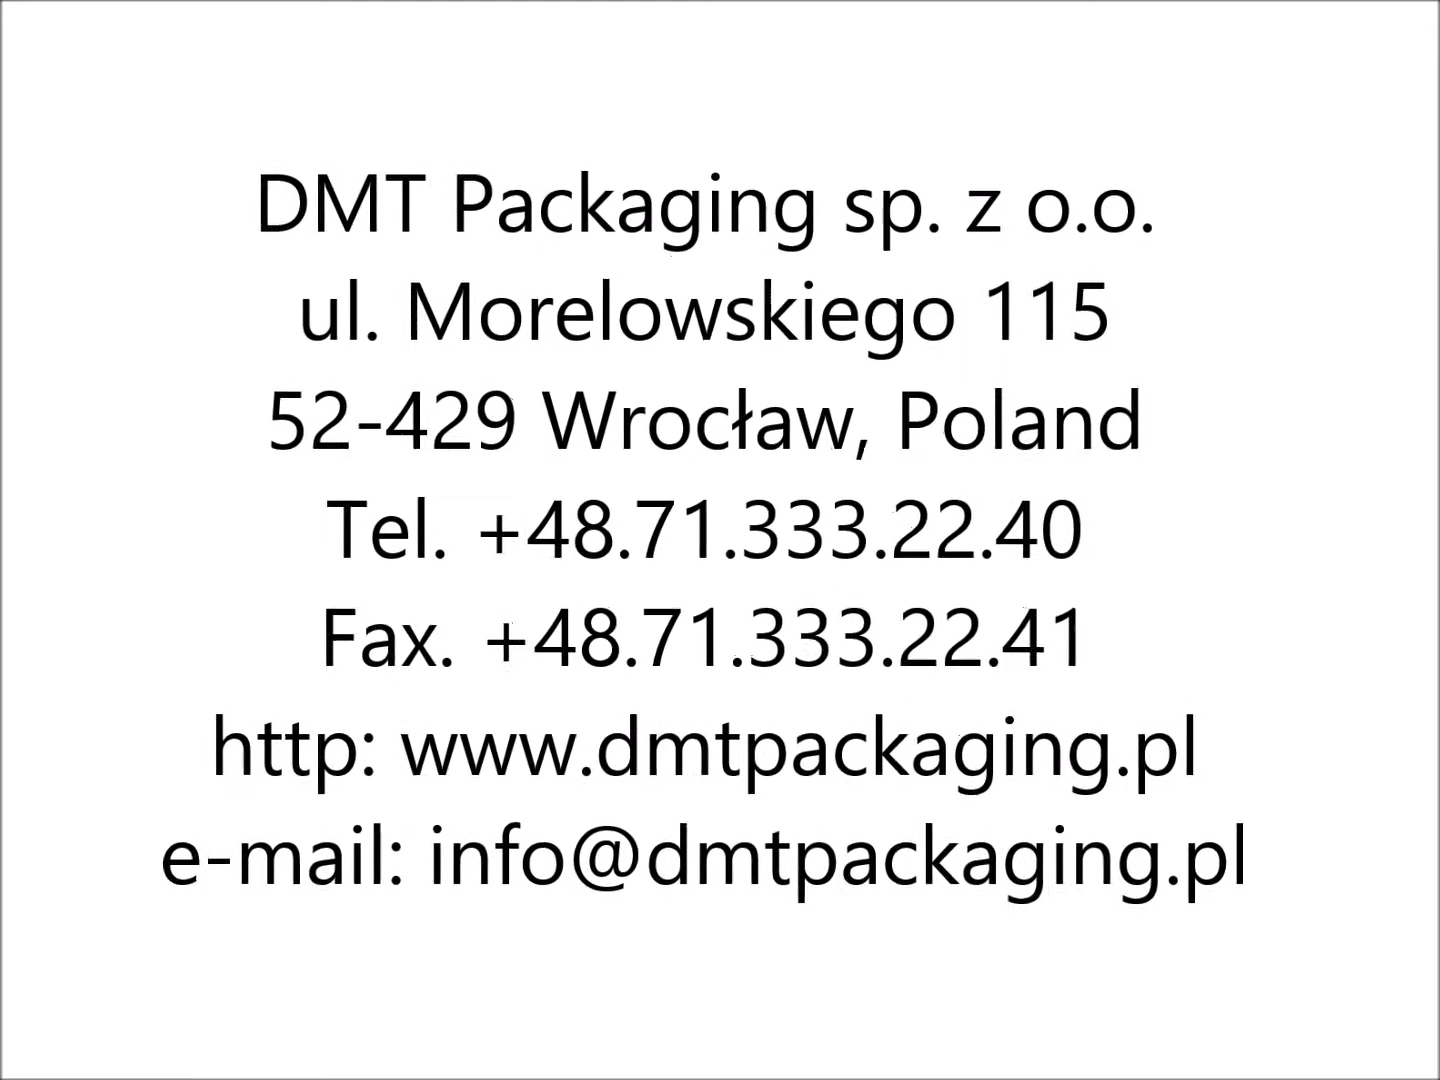 DMT Packaging sp. z o.o.
ul. Morelowskiego 115
52-429 Wrocław, Poland
Tel. +48.71.333.22.40
Fax. +48.71.333.22.41
http: www.dmtpackaging.pl
e-mail: info@dmtpackaging.pl